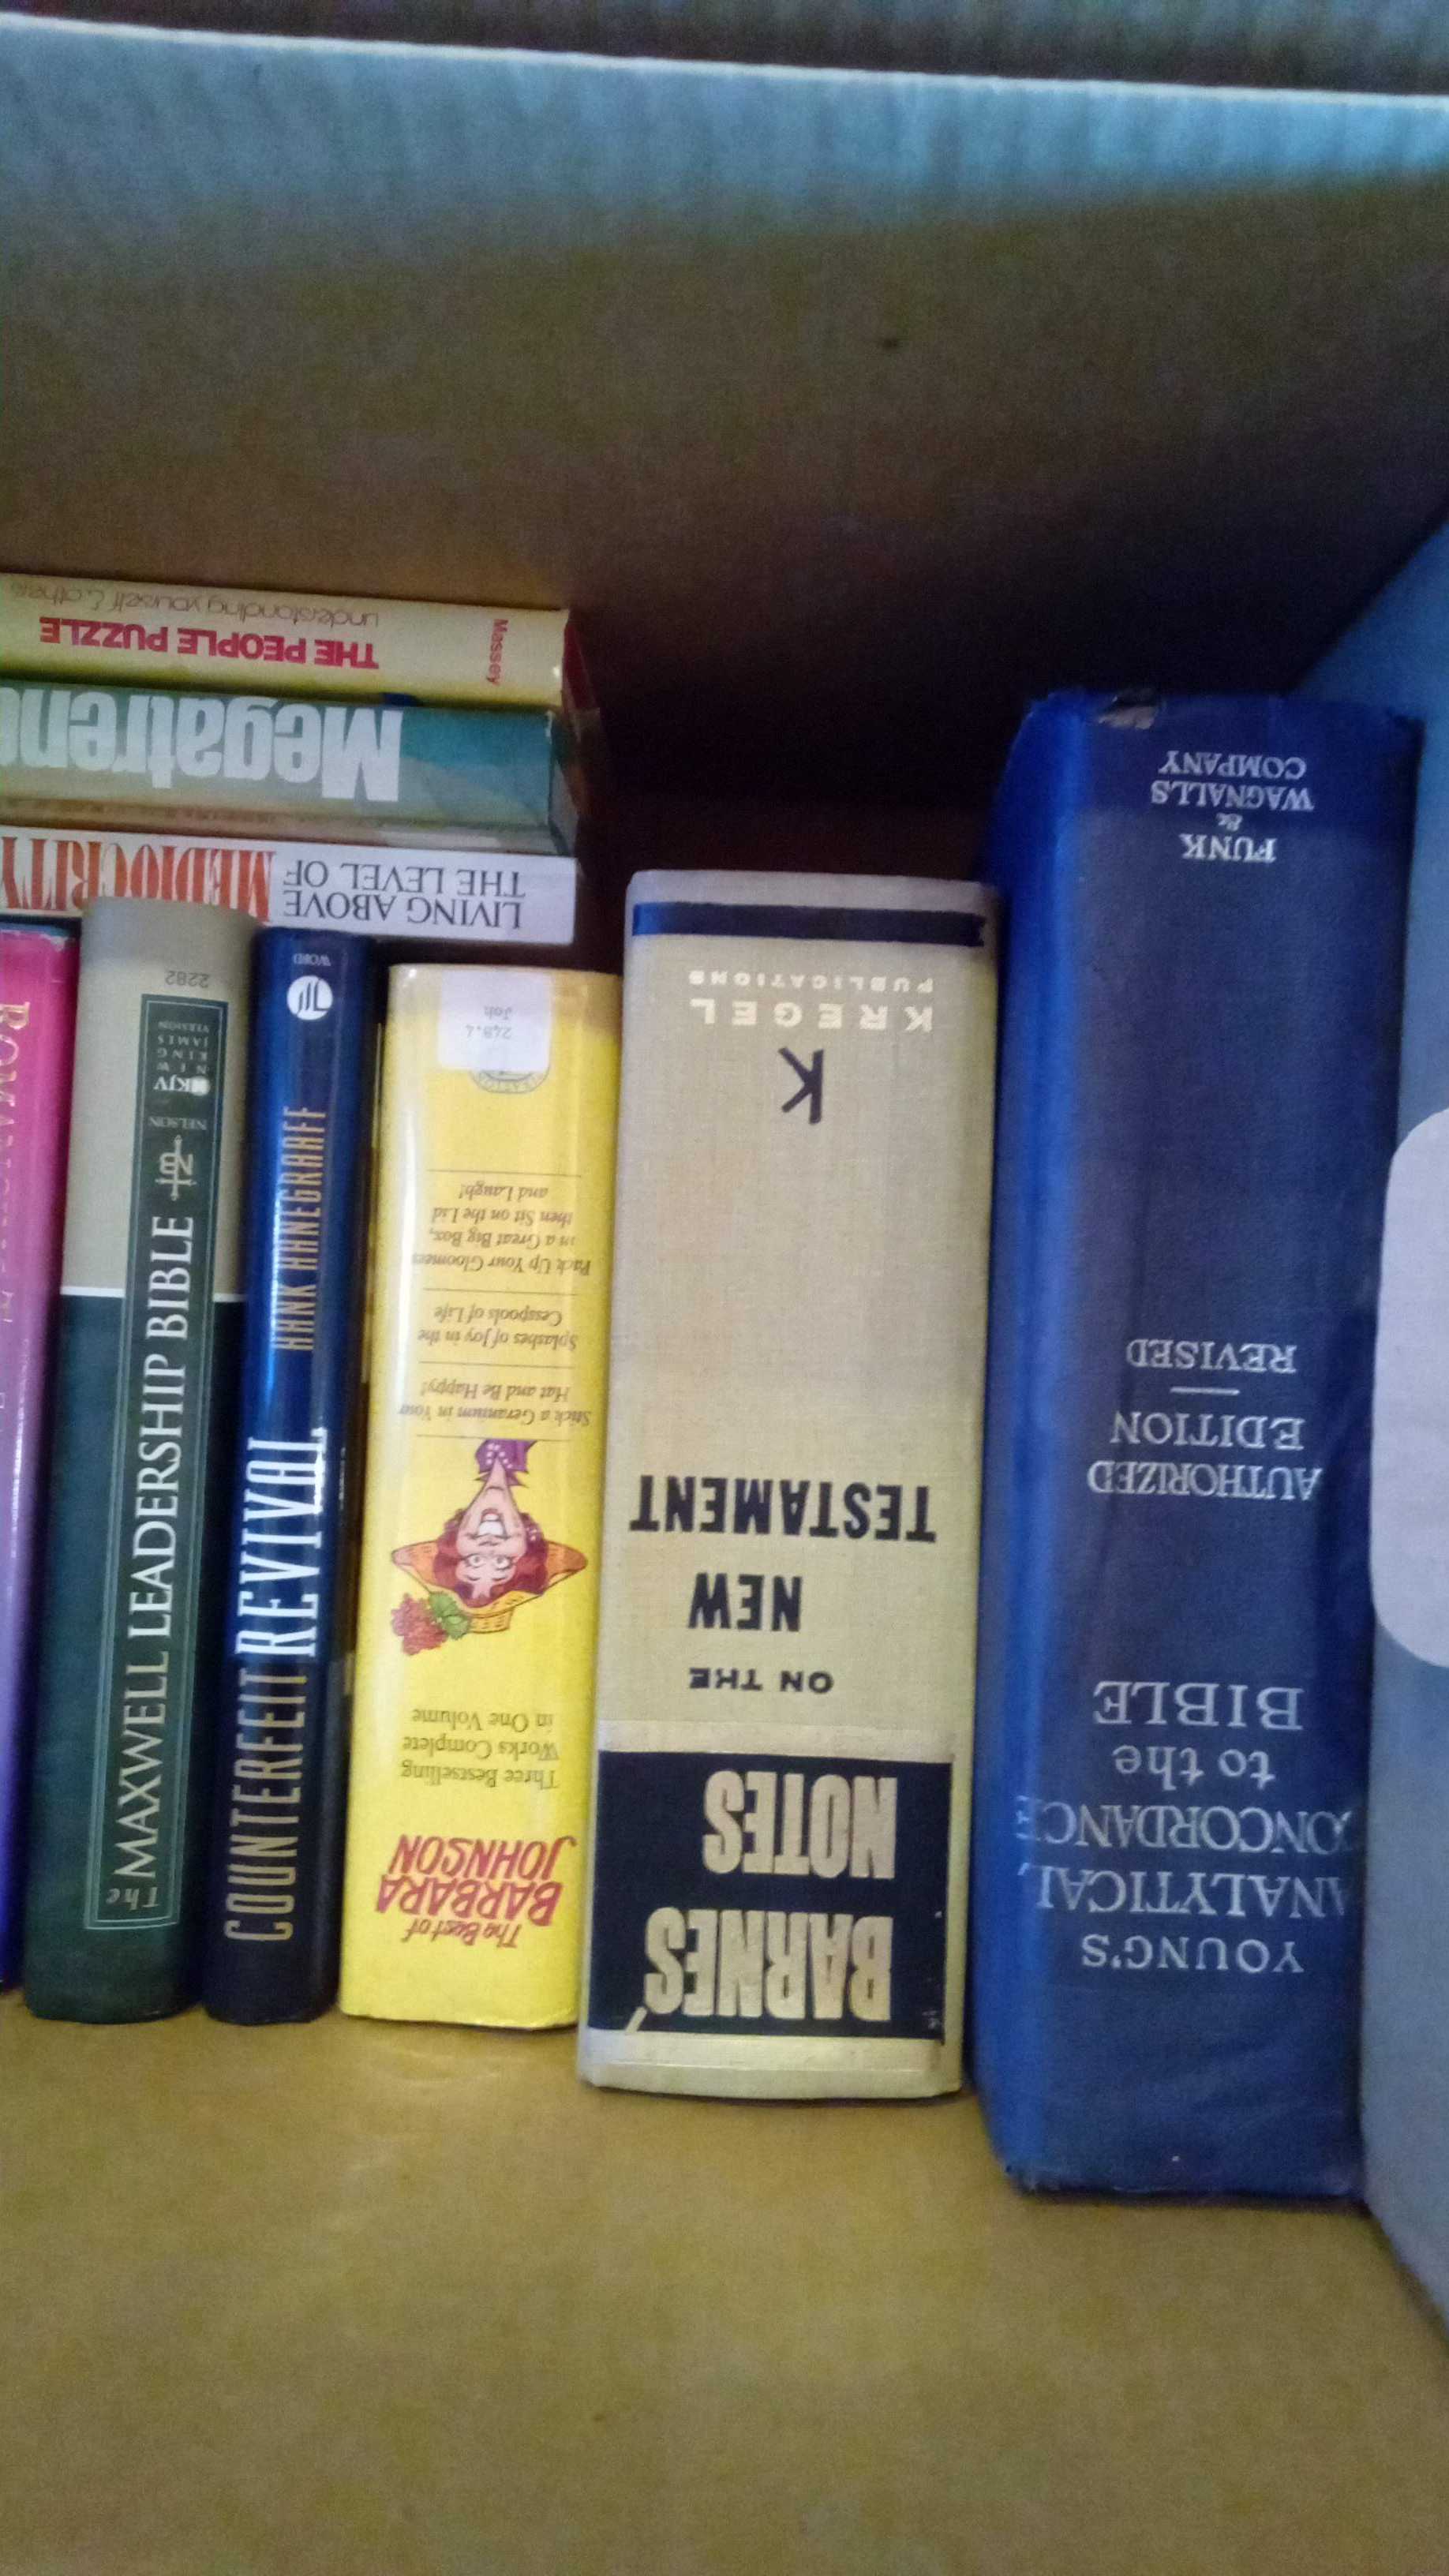 Massey
THE PEOPLE PUZZLE
understanding yourself & others
Megatren
LIVING ABOVE
THE LEVEL OF
MEDIOCRITY
The MAXWELL LEADERSHIP BIBLE
NB
NELSON
NKJV
NEW
KING
JAMES
VERSION
2282
COUNTERFEIT REVIVAL
HANK HANEGRAAFF
WORD
The Best of
BARBARA
JOHNSON
Three Bestselling
Works Complete
in One Volume
Stick a Geranium in Your
Hat and Be Happy!
Splashes of Joy in the
Cesspools of Life
Pack Up Your Gloomees
in a Great Big Box,
then Sit on the Lid
and Laugh!
248.4
Joh
BARNES'
NOTES
ON THE
NEW
TESTAMENT
K
KREGEL
PUBLICATIONS
YOUNG'S
ANALYTICAL
CONCORDANCE
to the
BIBLE
AUTHORIZED
EDITION
REVISED
FUNK
&
WAGNALLS
COMPANY